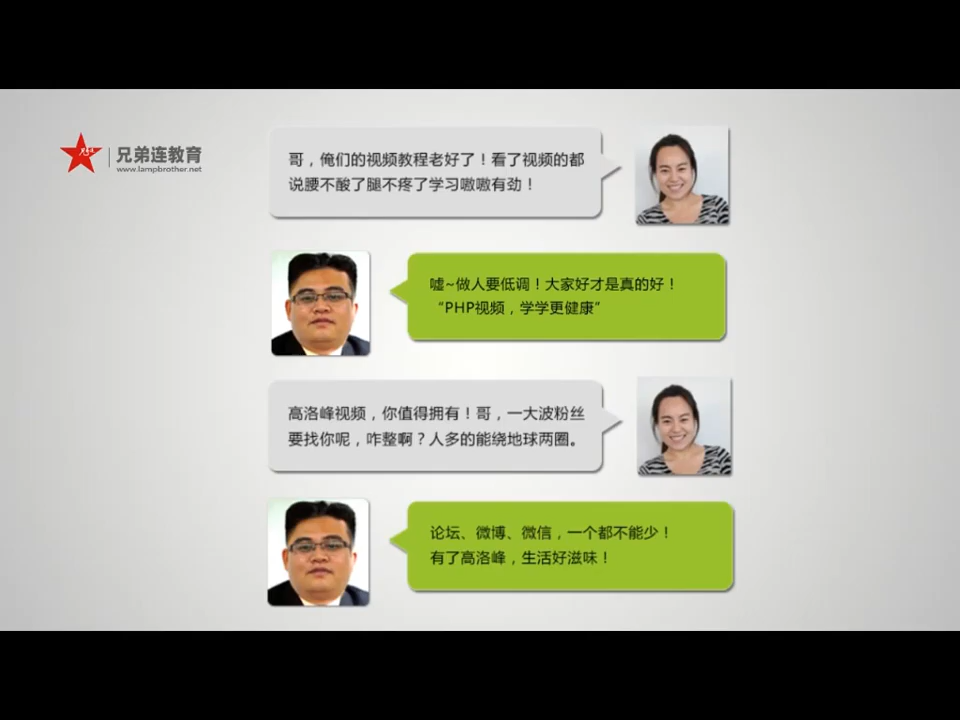 兄弟连教育
www.lampbrother.net
哥，俺们的视频教程老好了！看了视频的都
说腰不酸了腿不疼了学习嗷嗷有劲！
嘘~做人要低调！大家好才是真的好！
“PHP视频，学学更健康”
高洛峰视频，你值得拥有！哥，一大波粉丝
要找你呢，咋整啊？人多的能绕地球两圈。
论坛、微博、微信，一个都不能少！
有了高洛峰，生活好滋味！